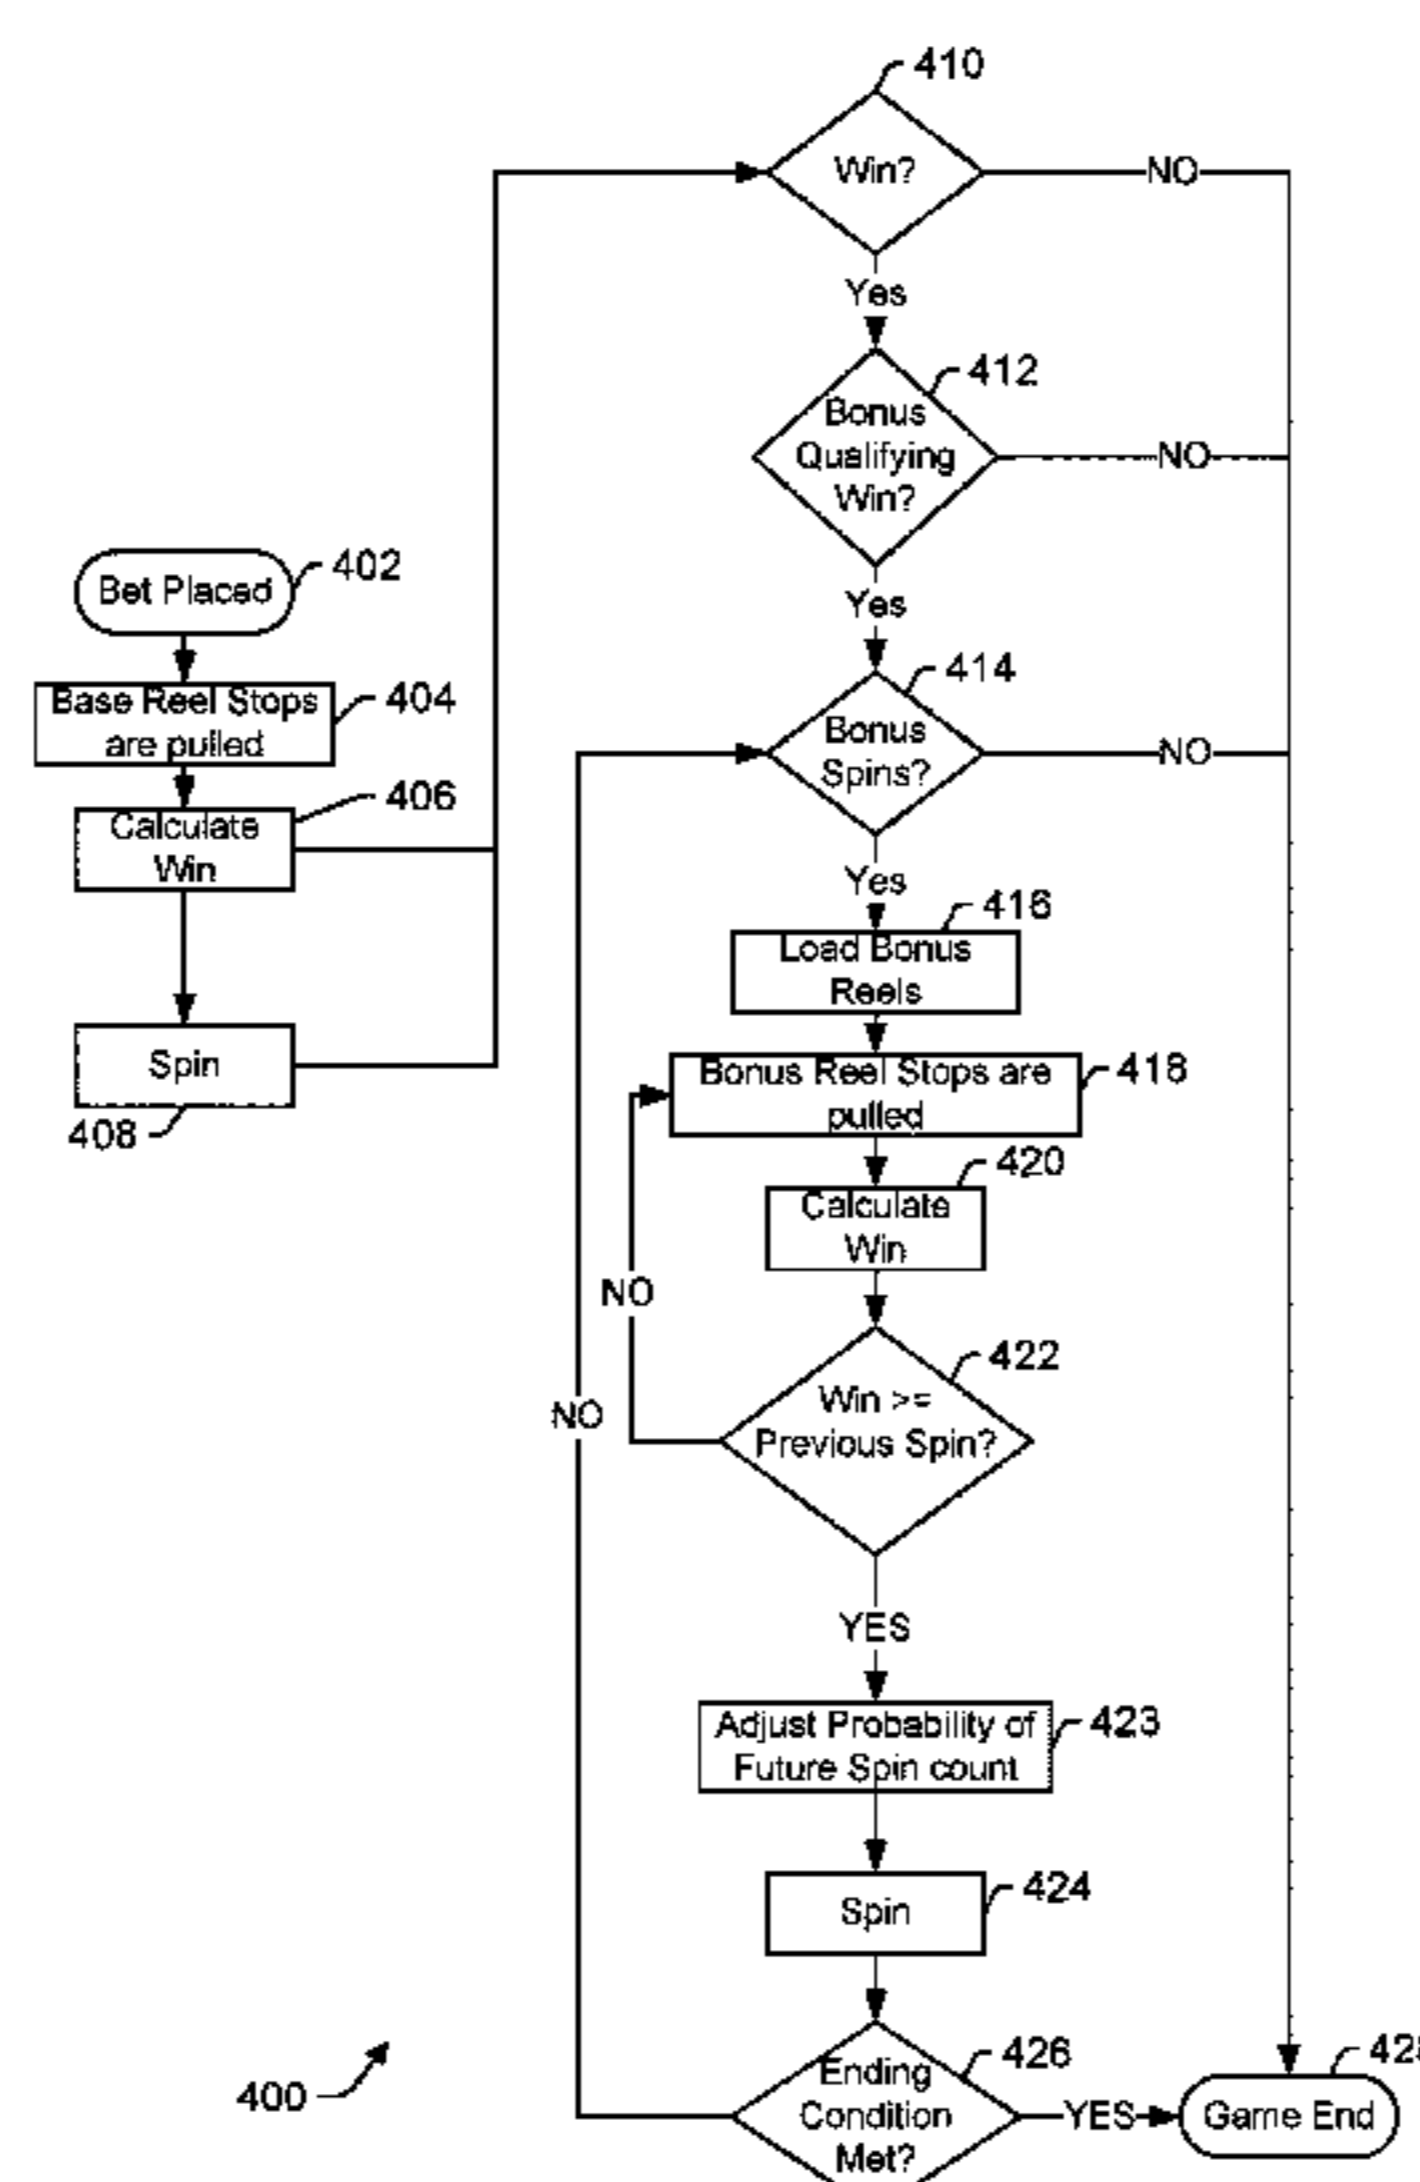 410
Win?
NO
Yes
412
Bonus
Qualifying
Win?
NO
Yes
402
Bet Placed
414
404
Base Reel Stops
are pulled
Bonus
Spins?
NO
406
Calculate
Win
Yes
416
Load Bonus
Reels
Spin
408
418
Bonus Reel Stops are
pulled
420
Calculate
Win
NO
422
Win >=
Previous Spin?
NO
YES
423
Adjust Probability of
Future Spin count
424
Spin
426
Ending
Condition
Met?
YES
Game End
400